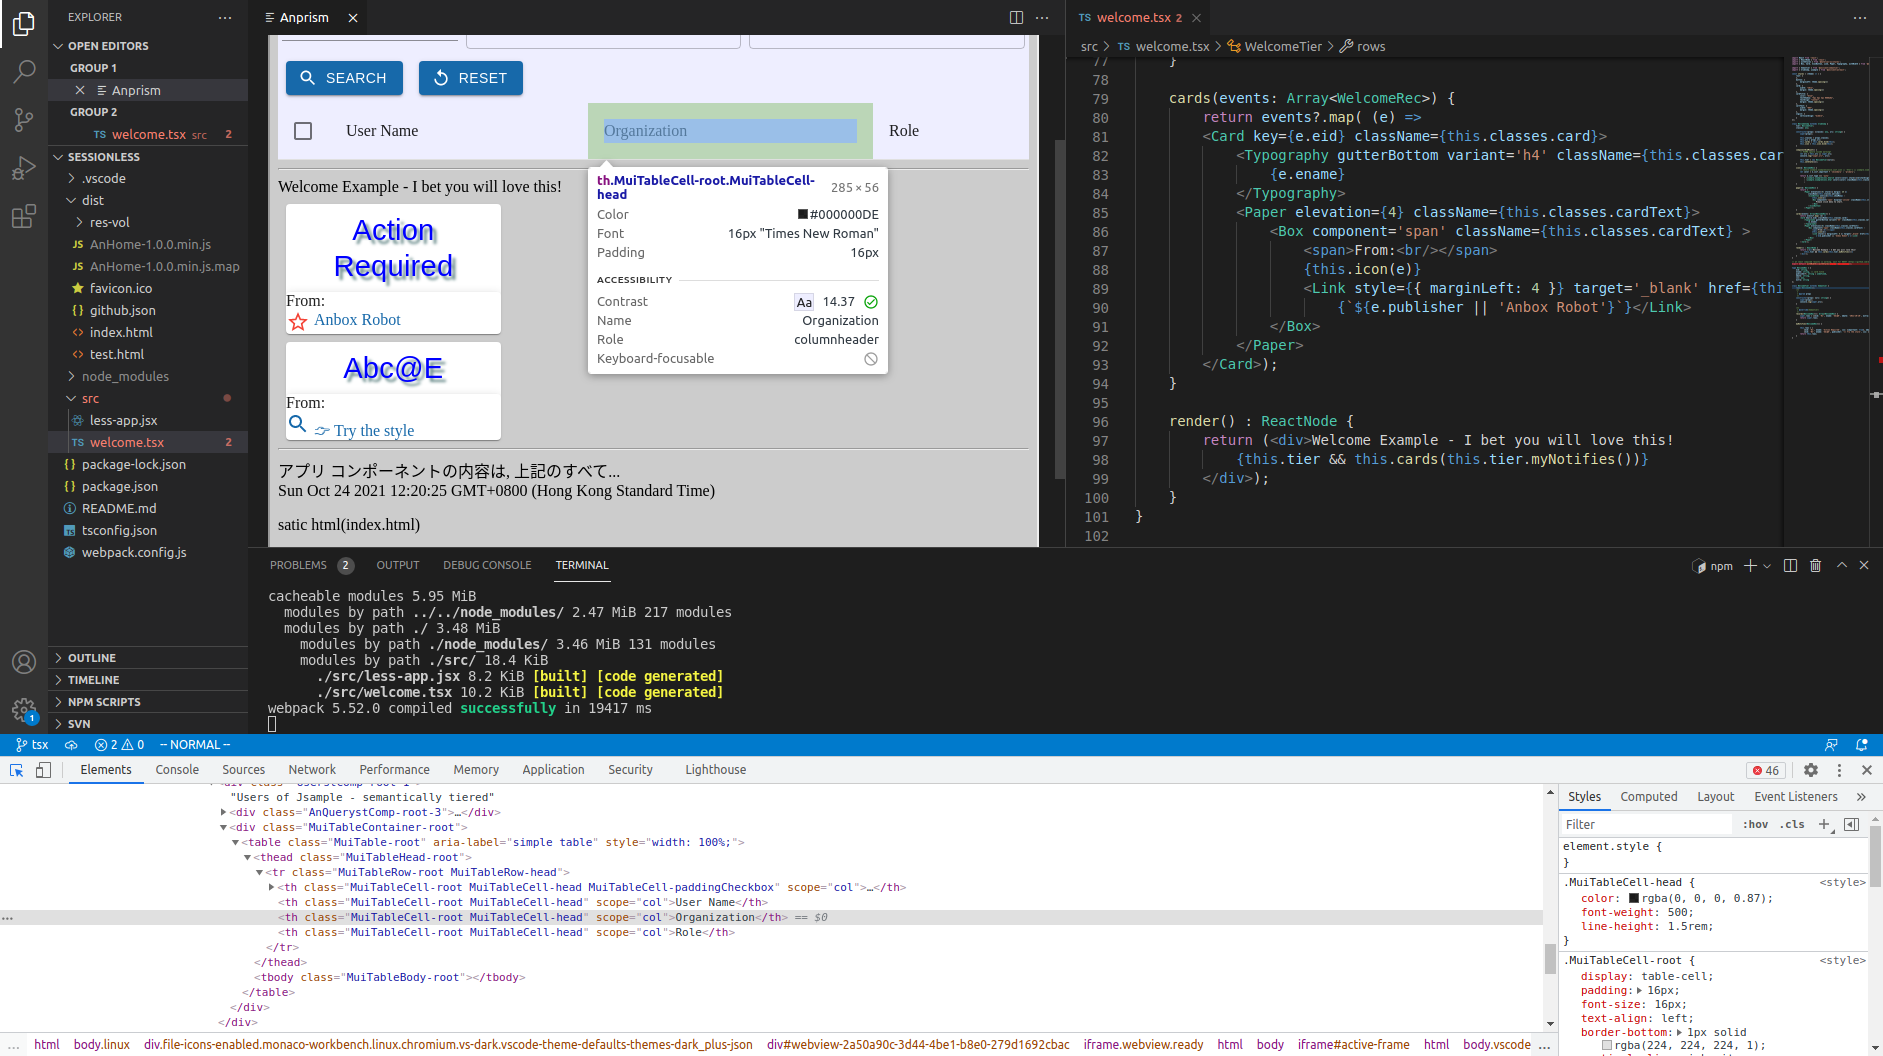 EXPLORER
OPEN EDITORS
GROUP 1
Anprism
GROUP 2
TS welcome.tsx src 2
SESSIONLESS
.vscode
dist
res-vol
JS AnHome-1.0.0.min.js
JS AnHome-1.0.0.min.js.map
favicon.ico
{} github.json
<> index.html
<> test.html
node_modules
src
less-app.jsx
TS welcome.tsx 2
{} package-lock.json
{} package.json
README.md
tsconfig.json
webpack.config.js
OUTLINE
TIMELINE
NPM SCRIPTS
SVN
1
Anprism
SEARCH
RESET
User Name
Organization
Role
Welcome Example - I bet you will love this!
Action
Required
From:
Anbox Robot
Abc@E
From:
👉 Try the style
アプリ コンポーネントの内容は, 上記のすべて...
Sun Oct 24 2021 12:20:25 GMT+0800 (Hong Kong Standard Time)
satic html(index.html)
th.MuiTableCell-root.MuiTableCell-head 285 × 56
Color #000000DE
Font 16px "Times New Roman"
Padding 16px
ACCESSIBILITY
Contrast Aa 14.37
Name Organization
Role columnheader
Keyboard-focusable
TS welcome.tsx 2
src > TS welcome.tsx > WelcomeTier > rows
77 }
78
79 cards(events: Array<WelcomeRec>) {
80 return events?.map( (e) =>
81 <Card key={e.eid} className={this.classes.card}>
82 <Typography gutterBottom variant='h4' className={this.classes.car
83 {e.ename}
84 </Typography>
85 <Paper elevation={4} className={this.classes.cardText}>
86 <Box component='span' className={this.classes.cardText} >
87 <span>From:<br/></span>
88 {this.icon(e)}
89 <Link style={{ marginLeft: 4 }} target='_blank' href={thi
90 {`${e.publisher || 'Anbox Robot'}`}</Link>
91 </Box>
92 </Paper>
93 </Card>);
94 }
95
96 render() : ReactNode {
97 return (<div>Welcome Example - I bet you will love this!
98 {this.tier && this.cards(this.tier.myNotifies())}
99 </div>);
100 }
101 }
102
PROBLEMS 2 OUTPUT DEBUG CONSOLE TERMINAL
npm
cacheable modules 5.95 MiB
modules by path ../../node_modules/ 2.47 MiB 217 modules
modules by path ./ 3.48 MiB
modules by path ./node_modules/ 3.46 MiB 131 modules
modules by path ./src/ 18.4 KiB
./src/less-app.jsx 8.2 KiB [built] [code generated]
./src/welcome.tsx 10.2 KiB [built] [code generated]
webpack 5.52.0 compiled successfully in 19417 ms
tsx 2 0 -- NORMAL --
Elements Console Sources Network Performance Memory Application Security Lighthouse 46
"Users of Jsample - semantically tiered"
<div class="AnQuerystComp-root-3">…</div>
<div class="MuiTableContainer-root">
<table class="MuiTable-root" aria-label="simple table" style="width: 100%;">
<thead class="MuiTableHead-root">
<tr class="MuiTableRow-root MuiTableRow-head">
<th class="MuiTableCell-root MuiTableCell-head MuiTableCell-paddingCheckbox" scope="col">…</th>
<th class="MuiTableCell-root MuiTableCell-head" scope="col">User Name</th>
<th class="MuiTableCell-root MuiTableCell-head" scope="col">Organization</th> == $0
<th class="MuiTableCell-root MuiTableCell-head" scope="col">Role</th>
</tr>
</thead>
<tbody class="MuiTableBody-root"></tbody>
</table>
</div>
</div>
... html body.linux div.file-icons-enabled.monaco-workbench.linux.chromium.vs-dark.vscode-theme-defaults-themes-dark_plus-json div#webview-2a50a90c-3d44-4be1-b8e0-279d1692cbac iframe.webview.ready html body iframe#active-frame html body.vscode ...
Styles Computed Layout Event Listeners »
Filter :hov .cls +
element.style {
}
.MuiTableCell-head { <style>
color: rgba(0, 0, 0, 0.87);
font-weight: 500;
line-height: 1.5rem;
}
.MuiTableCell-root { <style>
display: table-cell;
padding: 16px;
font-size: 16px;
text-align: left;
border-bottom: 1px solid
rgba(224, 224, 224, 1);